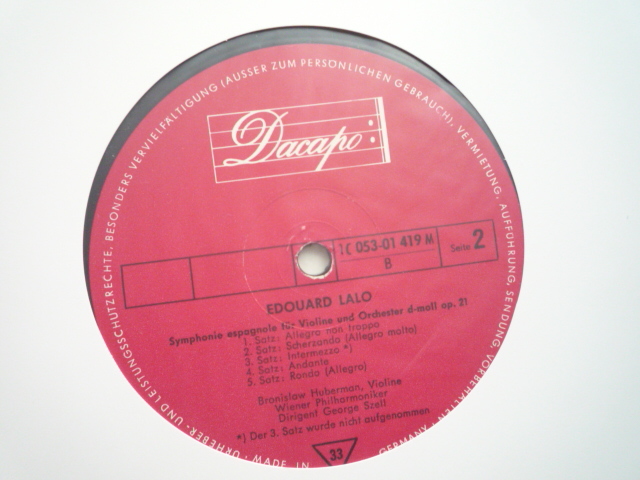 URHEBER- UND LEISTUNGSSCHUTZRECHTE, BESONDERS VERVIELFÄLTIGUNG (AUSSER ZUM PERSÖNLICHEN GEBRAUCH), VERMIETUNG, AUFFÜHRUNG, SENDUNG,
Dacapo
1C 053-01 419 M
B
Seite 2
EDOUARD LALO
Symphonie espagnole für Violine und Orchester d-moll op. 21
1. Satz: Allegro non troppo
2. Satz: Scherzando (Allegro molto)
3. Satz: Intermezzo *)
4. Satz: Andante
5. Satz: Rondo (Allegro)
Bronislaw Huberman, Violine
Wiener Philharmoniker
Dirigent George Szell
*) Der 3. Satz wurde nicht aufgenommen
33
MADE IN GERMANY